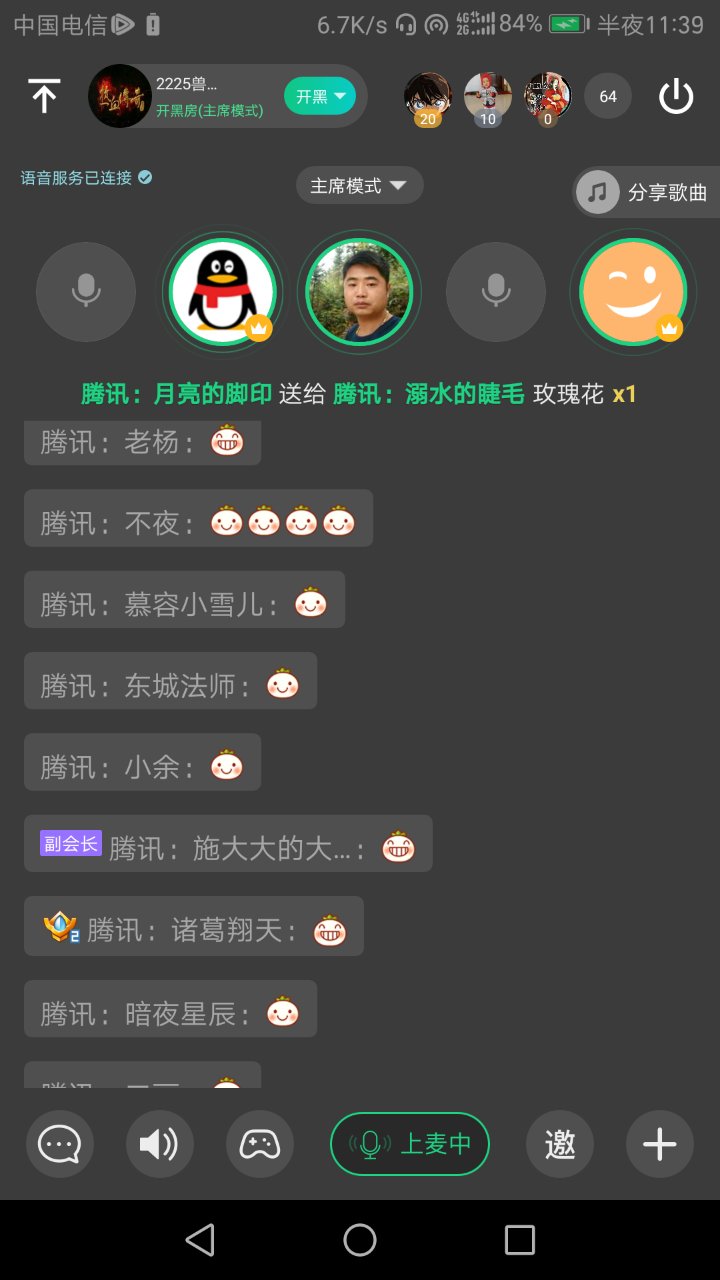 中国电信 6.7K/s 4G 2G 84% 半夜11:39
2225兽...
开黑房(主席模式)
开黑
20 10 0 64
语音服务已连接
主席模式
分享歌曲
腾讯：月亮的脚印 送给 腾讯：溺水的睫毛 玫瑰花 x1
腾讯：老杨：
腾讯：不夜：
腾讯：慕容小雪儿：
腾讯：东城法师：
腾讯：小余：
副会长 腾讯：施大大的大...：
2 腾讯：诸葛翔天：
腾讯：暗夜星辰：
上麦中
邀